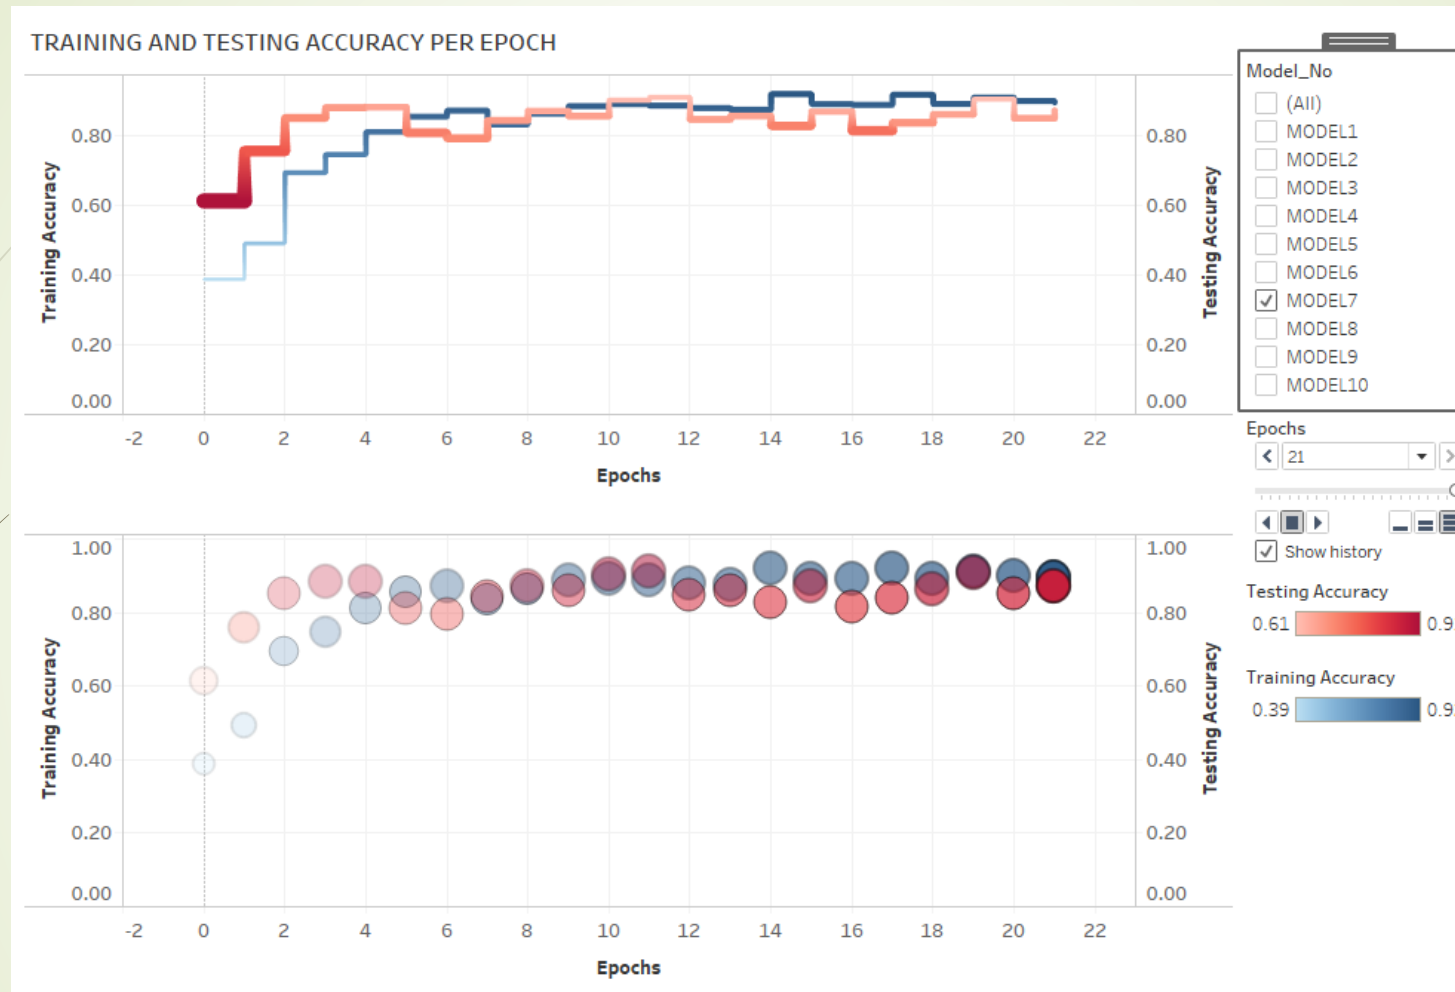 TRAINING AND TESTING ACCURACY PER EPOCH
Training Accuracy
0.80
0.60
0.40
0.20
0.00
0.80
0.60
0.40
0.20
0.00
Testing Accuracy
-2 0 2 4 6 8 10 12 14 16 18 20 22
Epochs
Training Accuracy
1.00
0.80
0.60
0.40
0.20
0.00
1.00
0.80
0.60
0.40
0.20
0.00
Testing Accuracy
-2 0 2 4 6 8 10 12 14 16 18 20 22
Epochs
Model_No
(All)
MODEL1
MODEL2
MODEL3
MODEL4
MODEL5
MODEL6
MODEL7
MODEL8
MODEL9
MODEL10
Epochs
21
Show history
Testing Accuracy
0.61
Training Accuracy
0.39